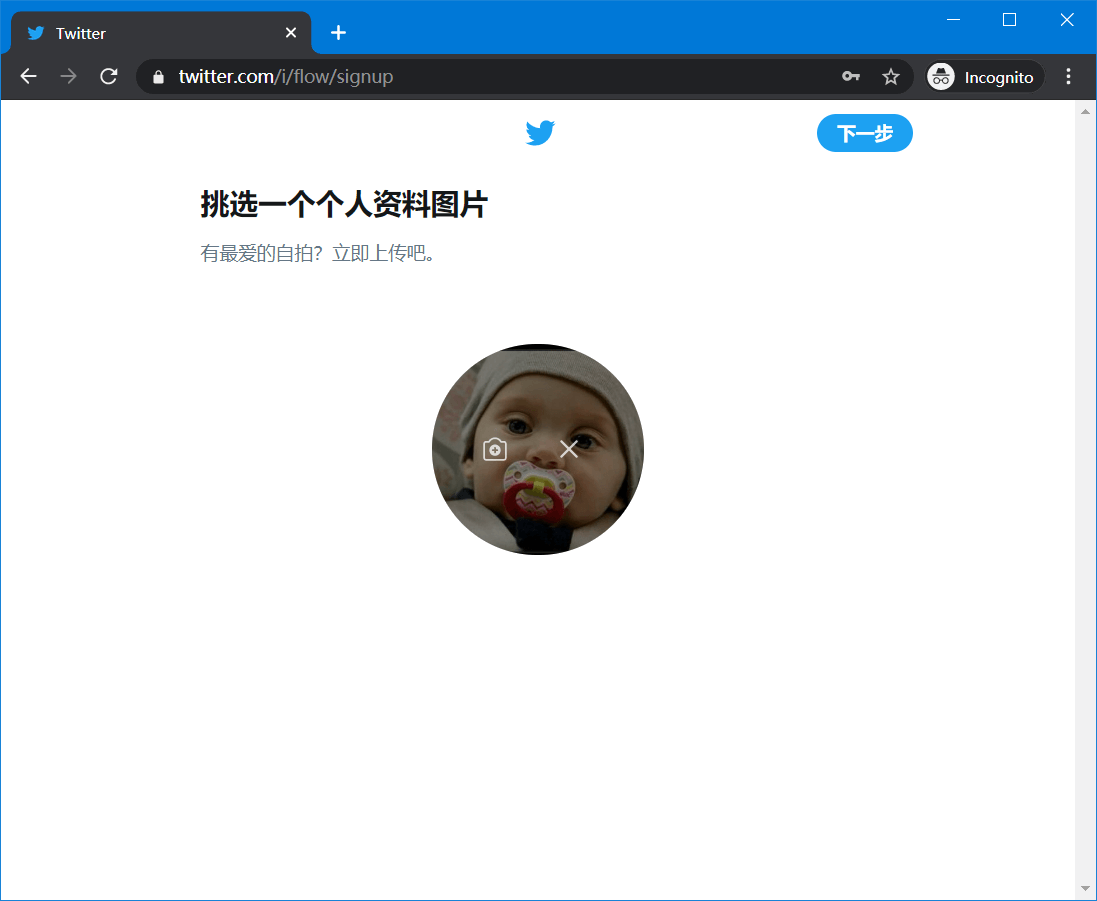 Twitter
twitter.com/i/flow/signup
Incognito
下一步
挑选一个个人资料图片
有最爱的自拍？立即上传吧。